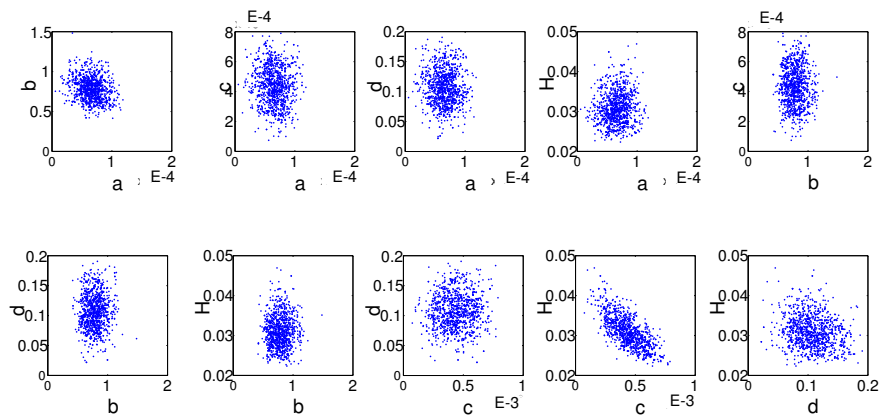 E-4 E-4
1.5 8 0.2 0.05 8
b 1 c 6 d 0.15 H 0.04 c 6
0.5 4 0.1 0.03 4
2 0.05 2
0 0 0 0.02 0
0 1 2 0 1 2 0 1 2 0 1 2 0 1 2
a E-4 a E-4 a E-4 a E-4 b
0.2 0.05 0.2 0.05 0.05
d 0.15 H 0.04 d 0.15 H 0.04 H 0.04
0.1 0.03 0.1 0.03 0.03
0.05 0.05
0 0.02 0 0.02 0.02
0 1 2 0 1 2 0 0.5 1 0 0.5 1 0 0.1 0.2
b b c E-3 c E-3 d